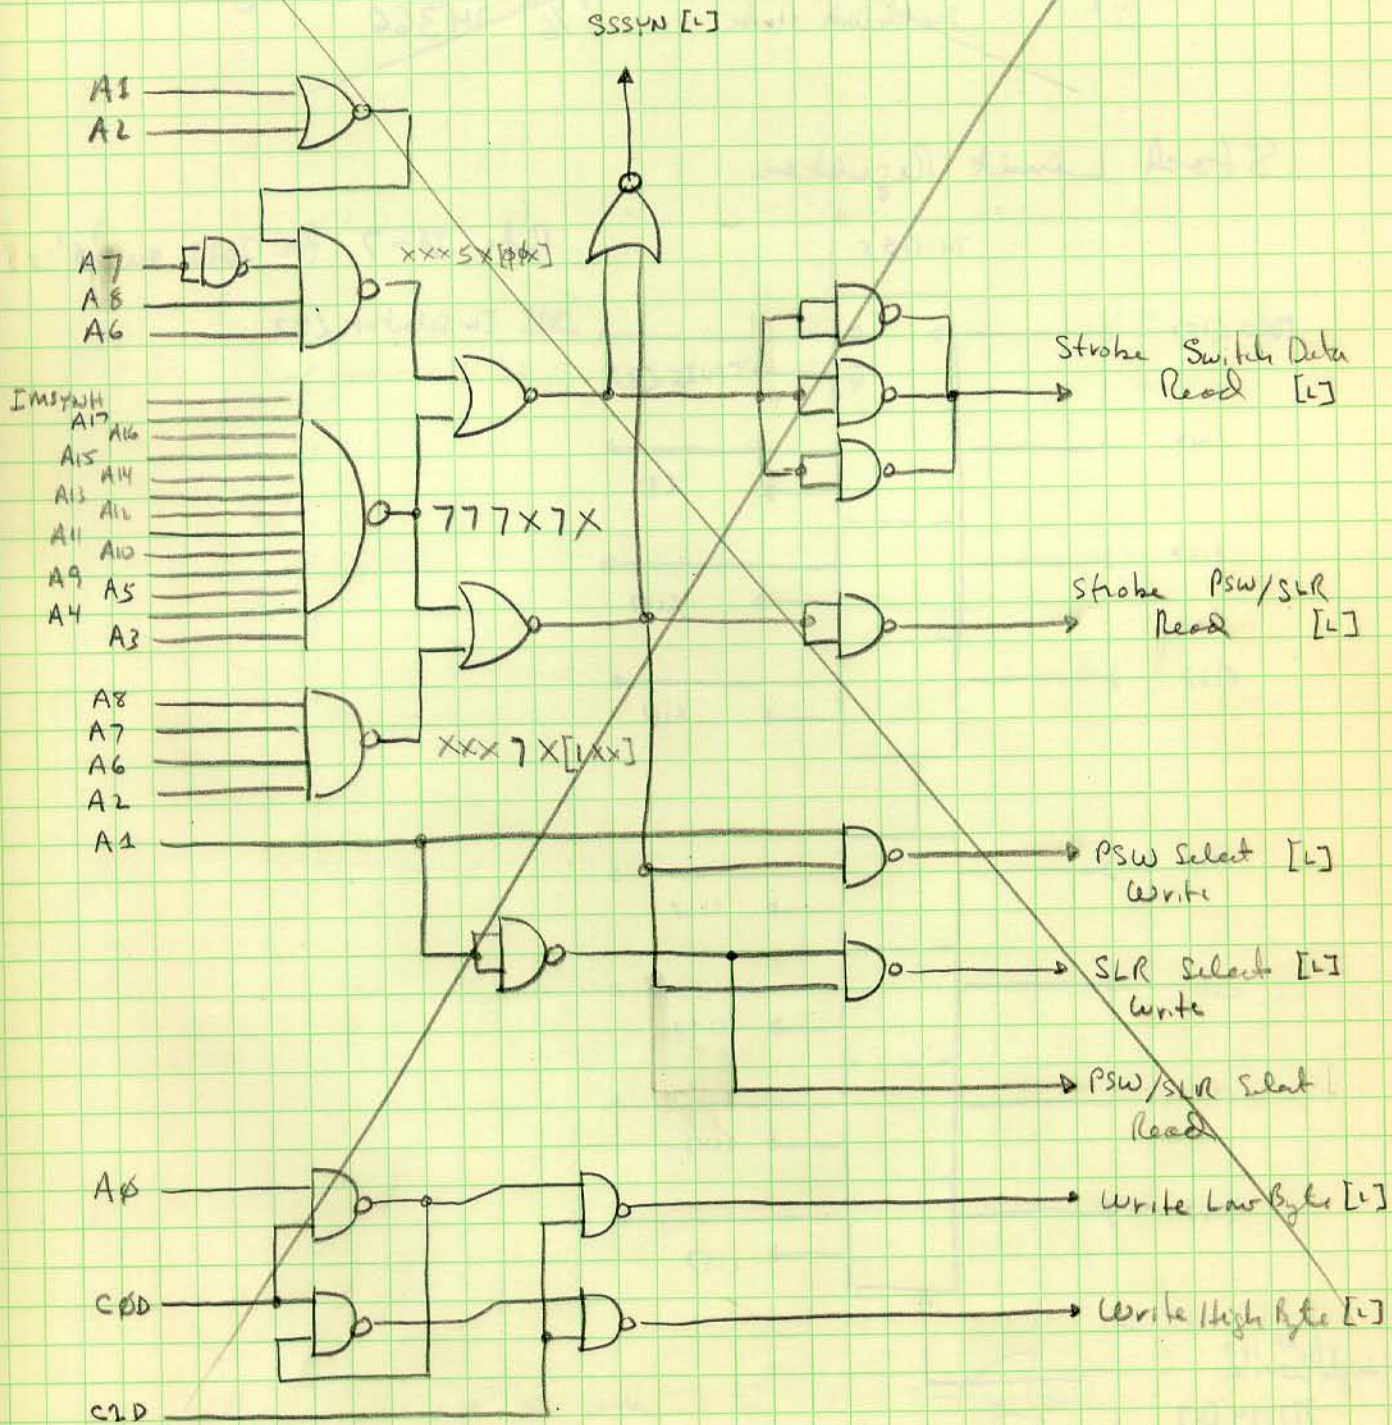 SSSYN [L]
A1
A2
A7
A8
A6
XXX5X[ØØX]
Strobe Switch Data
Read [L]
IMSYNH
A17
A16
A15
A14
A13
A12
A11
A10
A9
A5
A4
A3
777X7X
Strobe PSW/SLR
Read [L]
A8
A7
A6
A2
XXX7X[1XX]
A1
PSW Select [L]
Write
SLR Select [L]
Write
PSW/SLR Select
Read
AØ
Write Low Byte [L]
CØD
Write High Byte [L]
C1D